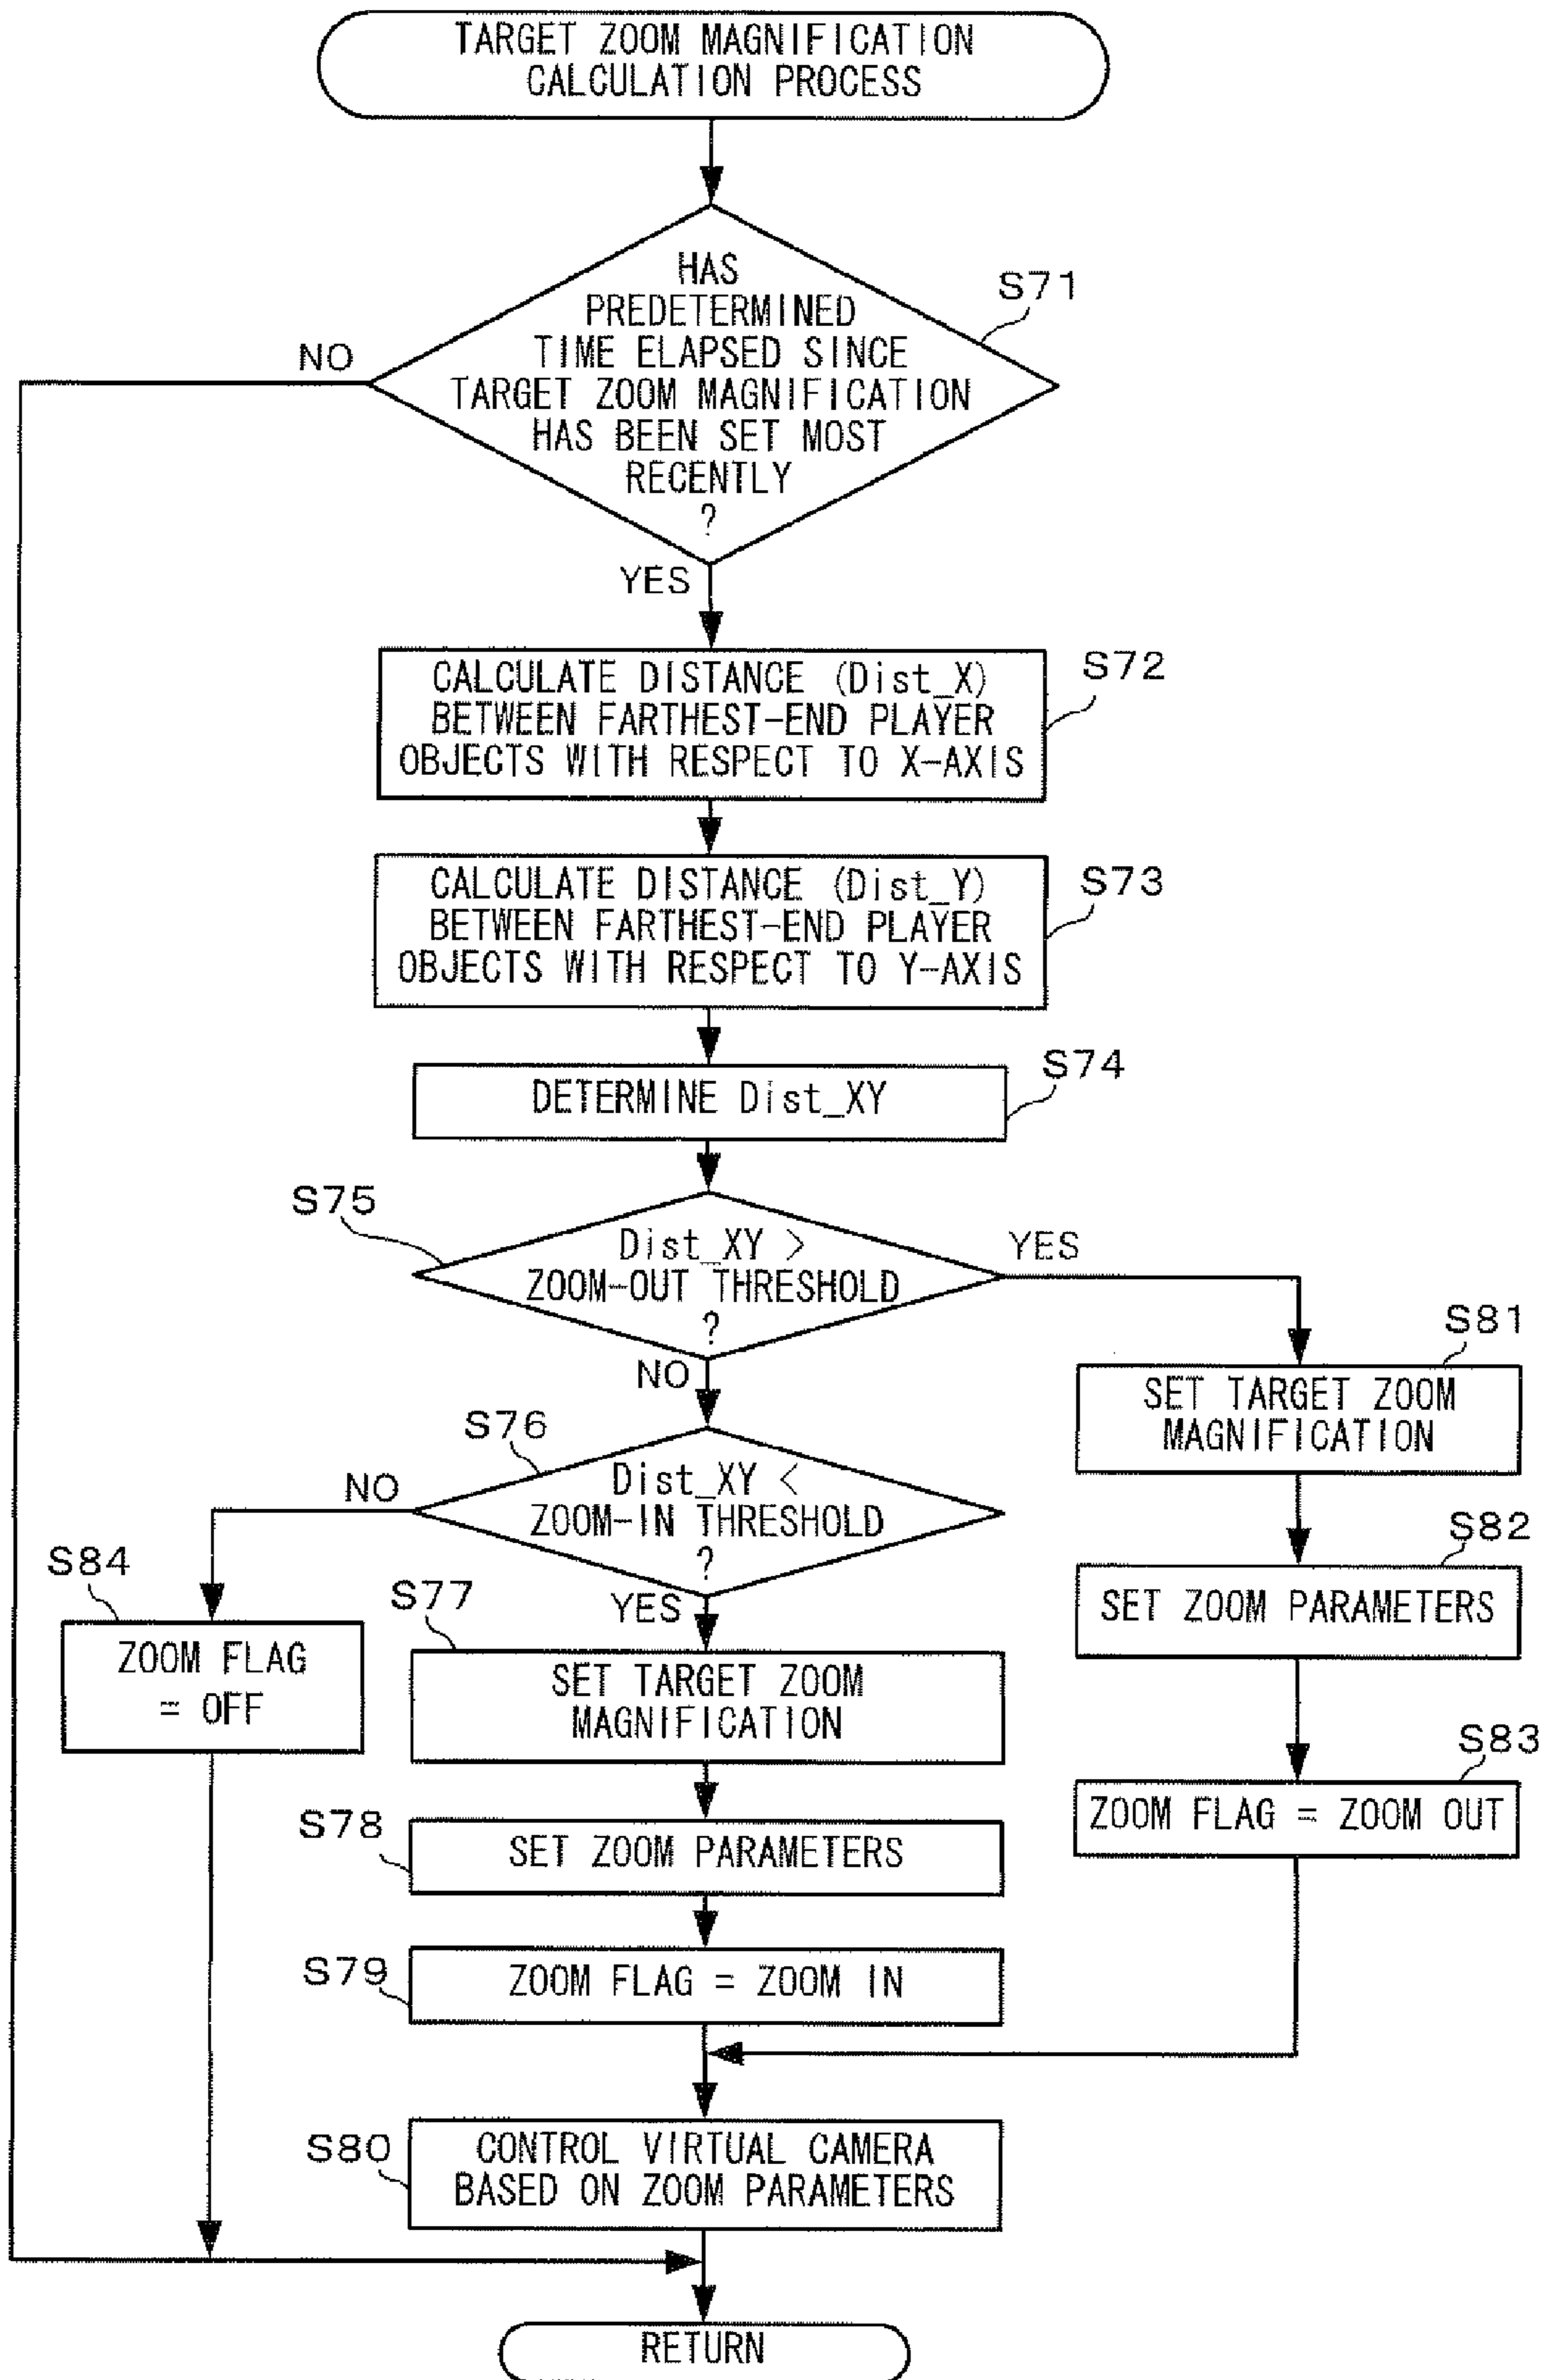 TARGET ZOOM MAGNIFICATION
CALCULATION PROCESS
HAS
PREDETERMINED
TIME ELAPSED SINCE
TARGET ZOOM MAGNIFICATION
HAS BEEN SET MOST
RECENTLY
?
S71
NO
YES
CALCULATE DISTANCE (Dist_X)
BETWEEN FARTHEST-END PLAYER
OBJECTS WITH RESPECT TO X-AXIS
S72
CALCULATE DISTANCE (Dist_Y)
BETWEEN FARTHEST-END PLAYER
OBJECTS WITH RESPECT TO Y-AXIS
S73
DETERMINE Dist_XY
S74
S75
Dist_XY >
ZOOM-OUT THRESHOLD
?
YES
NO
S81
SET TARGET ZOOM
MAGNIFICATION
S76
Dist_XY <
ZOOM-IN THRESHOLD
?
NO
YES
S82
SET ZOOM PARAMETERS
S84
ZOOM FLAG
= OFF
S77
SET TARGET ZOOM
MAGNIFICATION
S83
ZOOM FLAG = ZOOM OUT
S78
SET ZOOM PARAMETERS
S79
ZOOM FLAG = ZOOM IN
S80
CONTROL VIRTUAL CAMERA
BASED ON ZOOM PARAMETERS
RETURN